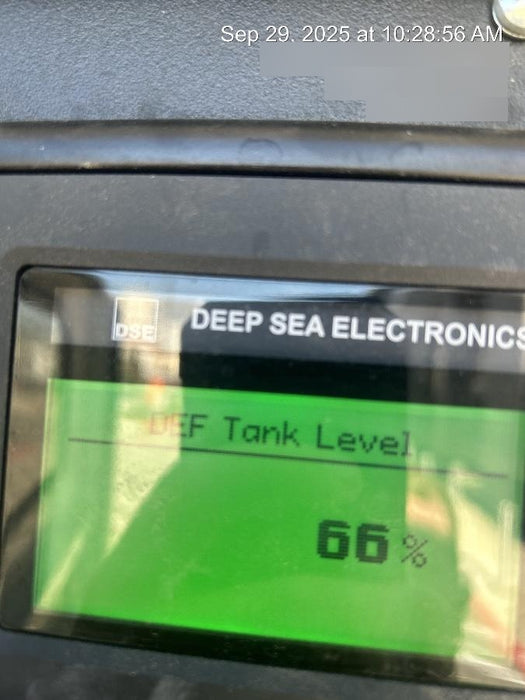 Sep 29, 2025 at 10:28:56 AM
DSE
DEEP SEA ELECTRONICS
DEF Tank Level
66 %